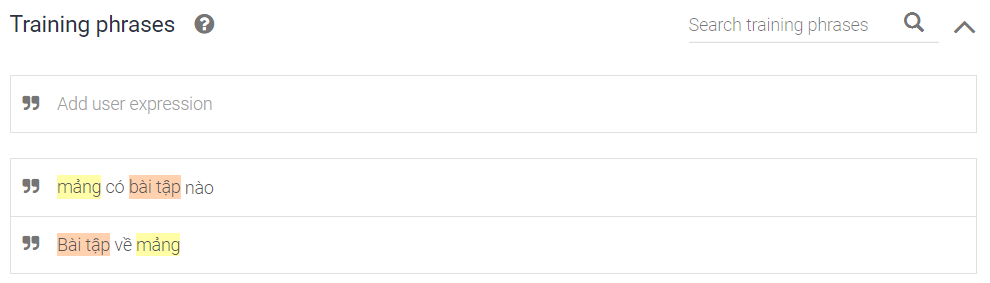 Training phrases
Search training phrases
Add user expression
mảng có bài tập nào
Bài tập về mảng